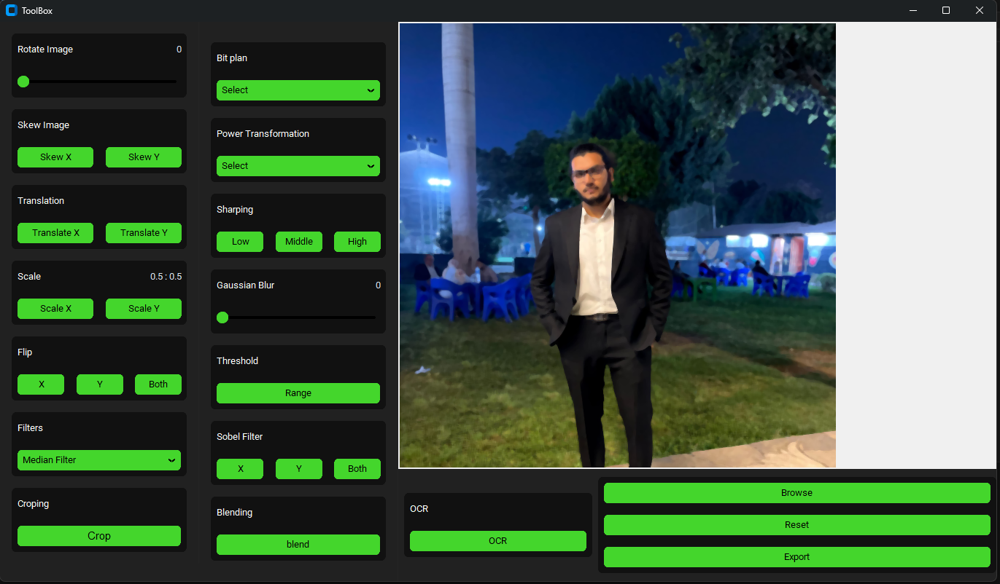 ToolBox
Rotate Image 0
Skew Image
Skew X Skew Y
Translation
Translate X Translate Y
Scale 0.5 : 0.5
Scale X Scale Y
Flip
X Y Both
Filters
Median Filter
Croping
Crop
Bit plan
Select
Power Transformation
Select
Sharping
Low Middle High
Gaussian Blur 0
Threshold
Range
Sobel Filter
X Y Both
Blending
blend
OCR
OCR
Browse
Reset
Export